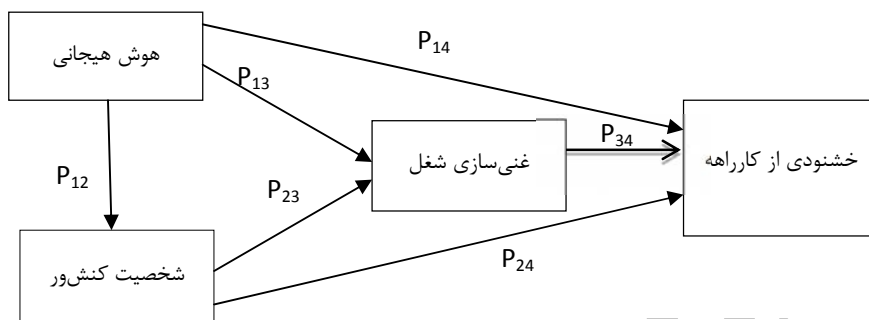 هوش هیجانی
P14
P13
غنی‌سازی شغل
P34
خشنودی از کارراهه
P12
P23
شخصیت کنش‌ور
P24